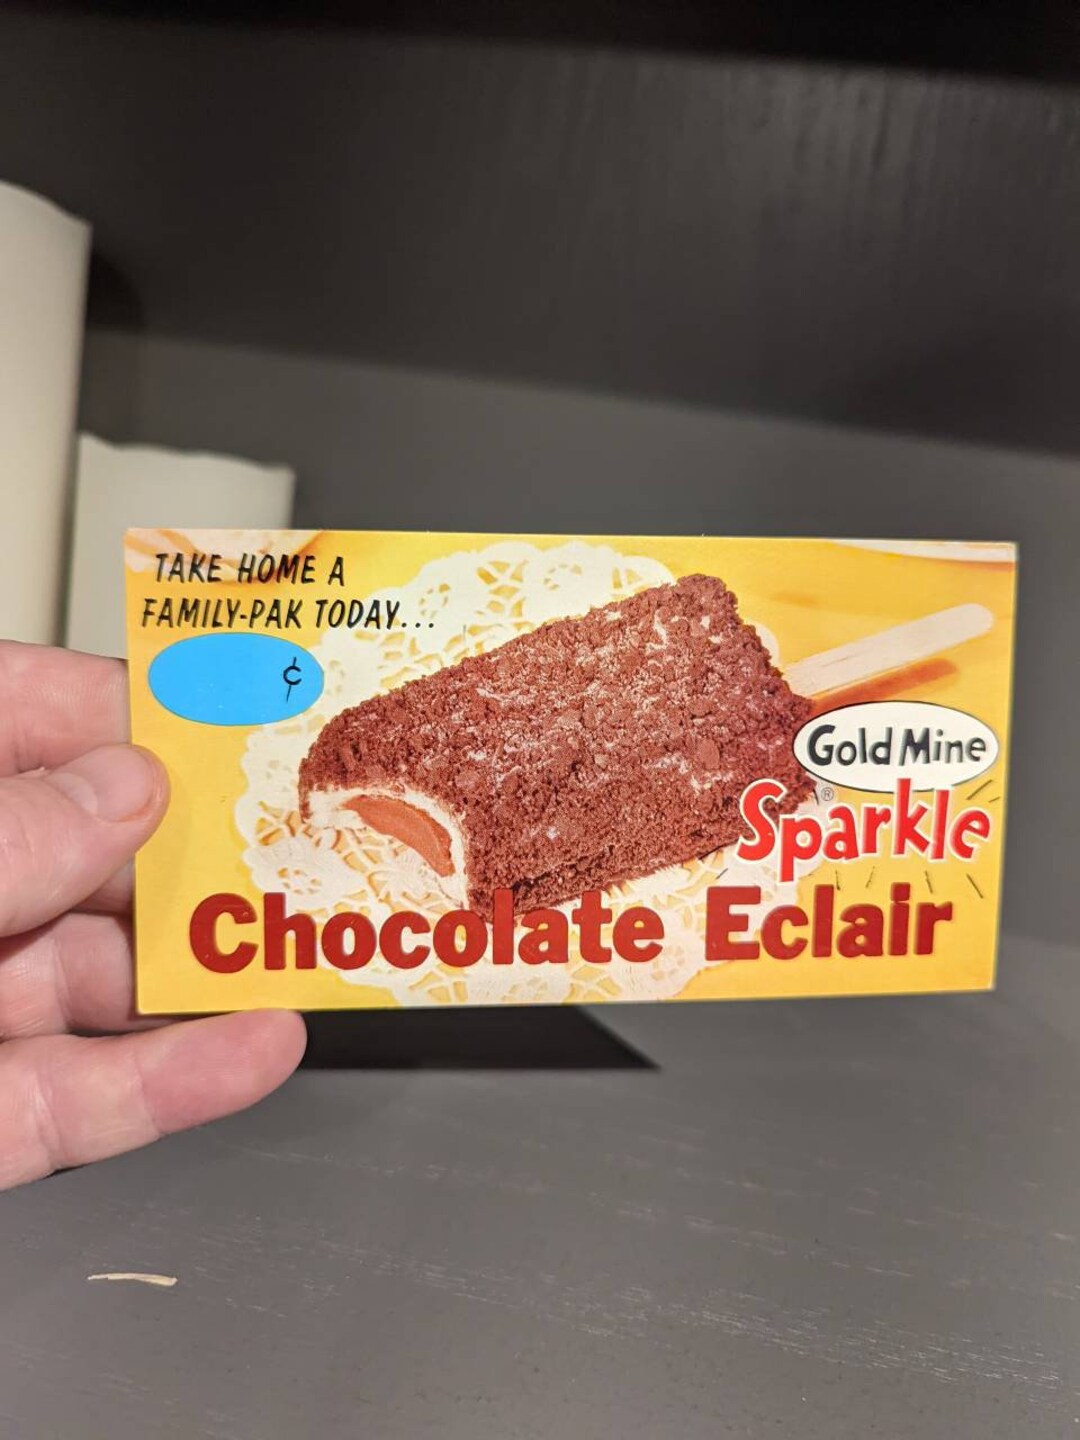 TAKE HOME A
FAMILY-PAK TODAY...
¢
Gold Mine
Sparkle®
Chocolate Eclair